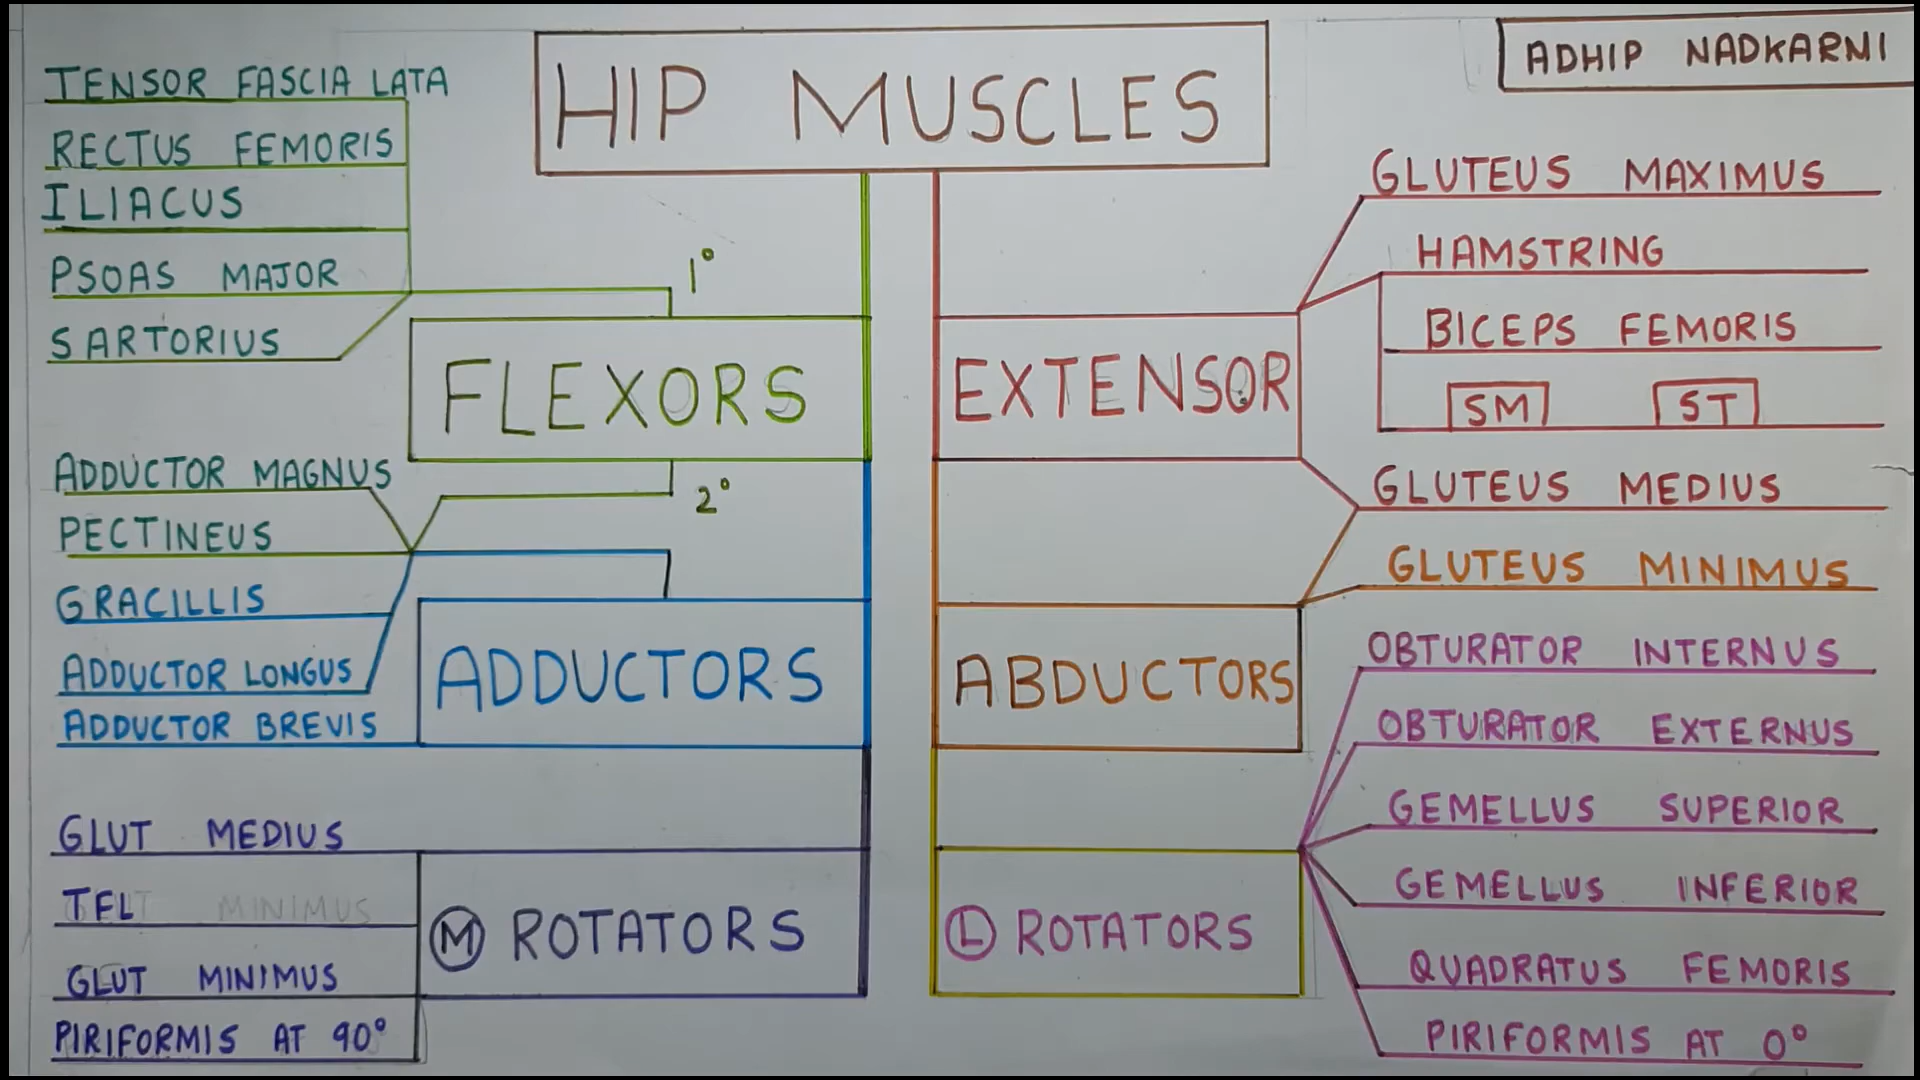 HIP MUSCLES
ADHIP NADKARNI
TENSOR FASCIA LATA
RECTUS FEMORIS
ILIACUS
PSOAS MAJOR
SARTORIUS
1°
FLEXORS
2°
ADDUCTOR MAGNUS
PECTINEUS
GRACILLIS
ADDUCTOR LONGUS
ADDUCTOR BREVIS
ADDUCTORS
GLUT MEDIUS
TFL MINIMUS
GLUT MINIMUS
PIRIFORMIS AT 90°
M ROTATORS
GLUTEUS MAXIMUS
HAMSTRING
BICEPS FEMORIS
SM ST
EXTENSOR
GLUTEUS MEDIUS
GLUTEUS MINIMUS
ABDUCTORS
OBTURATOR INTERNUS
OBTURATOR EXTERNUS
GEMELLUS SUPERIOR
GEMELLUS INFERIOR
QUADRATUS FEMORIS
PIRIFORMIS AT 0°
L ROTATORS